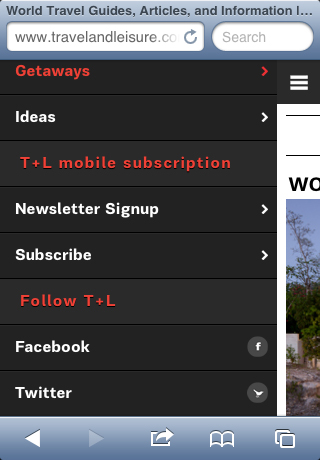 World Travel Guides, Articles, and Information I...
www.travelandleisure.co
Search
Getaways
Ideas
T+L mobile subscription
Newsletter Signup
Subscribe
Follow T+L
Facebook
Twitter
WO